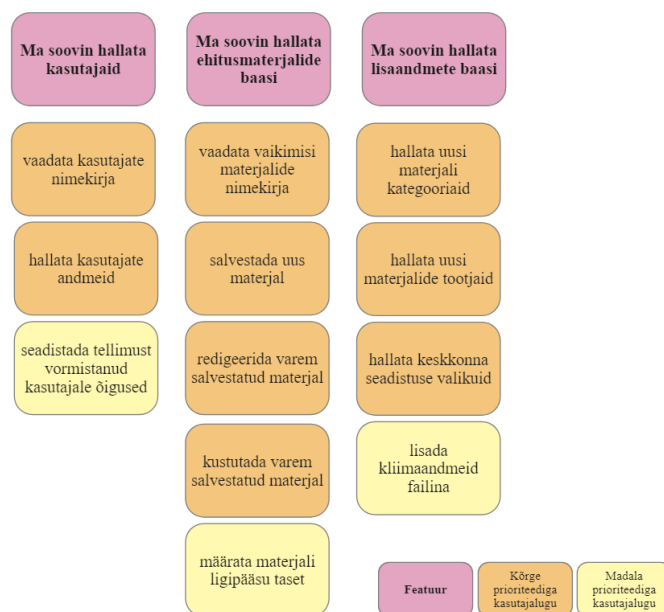 Ma soovin hallata
kasutajaid
vaadata kasutajate
nimekirja
hallata kasutajate
andmeid
seadistada tellimust
vormistanud
kasutajale õigused
Ma soovin hallata
ehitusmaterjalide
baasi
vaadata vaikimisi
materjalide
nimekirja
salvestada uus
materjal
redigeerida varem
salvestatud materjal
kustutada varem
salvestatud materjal
määrata materjali
ligipääsu taset
Ma soovin hallata
lisaandmete baasi
hallata uusi
materjali
kategooriaid
hallata uusi
materjalide tootjaid
hallata keskkonna
seadistuse valikuid
lisada
kliimaandmeid
failina
Featuur
Kõrge
prioriteediga
kasutajalugu
Madala
prioriteediga
kasutajalugu